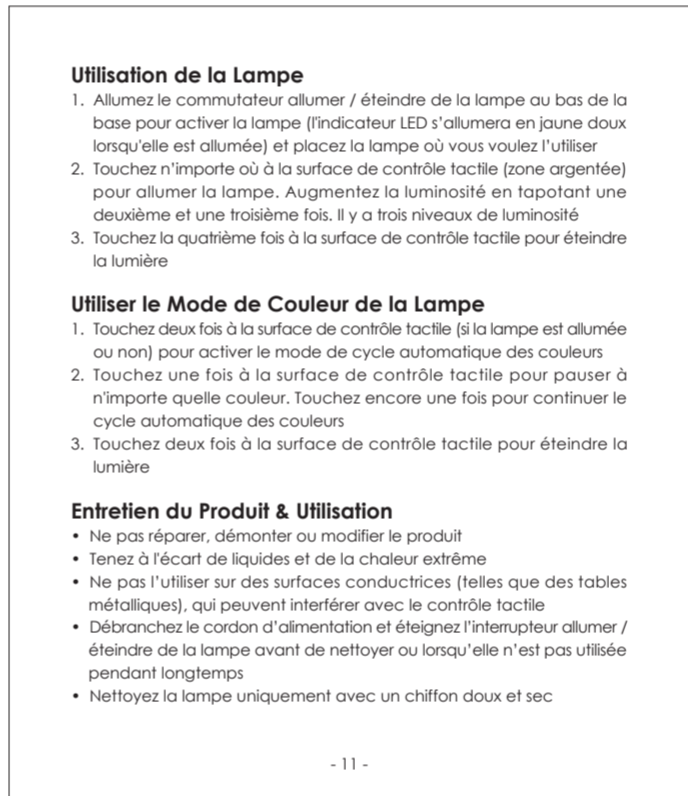 Utilisation de la Lampe
1. Allumez le commutateur allumer / éteindre de la lampe au bas de la
base pour activer la lampe (l'indicateur LED s’allumera en jaune doux
lorsqu'elle est allumée) et placez la lampe où vous voulez l’utiliser
2. Touchez n’importe où à la surface de contrôle tactile (zone argentée)
pour allumer la lampe. Augmentez la luminosité en tapotant une
deuxième et une troisième fois. Il y a trois niveaux de luminosité
3. Touchez la quatrième fois à la surface de contrôle tactile pour éteindre
la lumière
Utiliser le Mode de Couleur de la Lampe
1. Touchez deux fois à la surface de contrôle tactile (si la lampe est allumée
ou non) pour activer le mode de cycle automatique des couleurs
2. Touchez une fois à la surface de contrôle tactile pour pauser à
n'importe quelle couleur. Touchez encore une fois pour continuer le
cycle automatique des couleurs
3. Touchez deux fois à la surface de contrôle tactile pour éteindre la
lumière
Entretien du Produit & Utilisation
• Ne pas réparer, démonter ou modifier le produit
• Tenez à l'écart de liquides et de la chaleur extrême
• Ne pas l’utiliser sur des surfaces conductrices (telles que des tables
métalliques), qui peuvent interférer avec le contrôle tactile
• Débranchez le cordon d’alimentation et éteignez l’interrupteur allumer /
éteindre de la lampe avant de nettoyer ou lorsqu’elle n’est pas utilisée
pendant longtemps
• Nettoyez la lampe uniquement avec un chiffon doux et sec
- 11 -